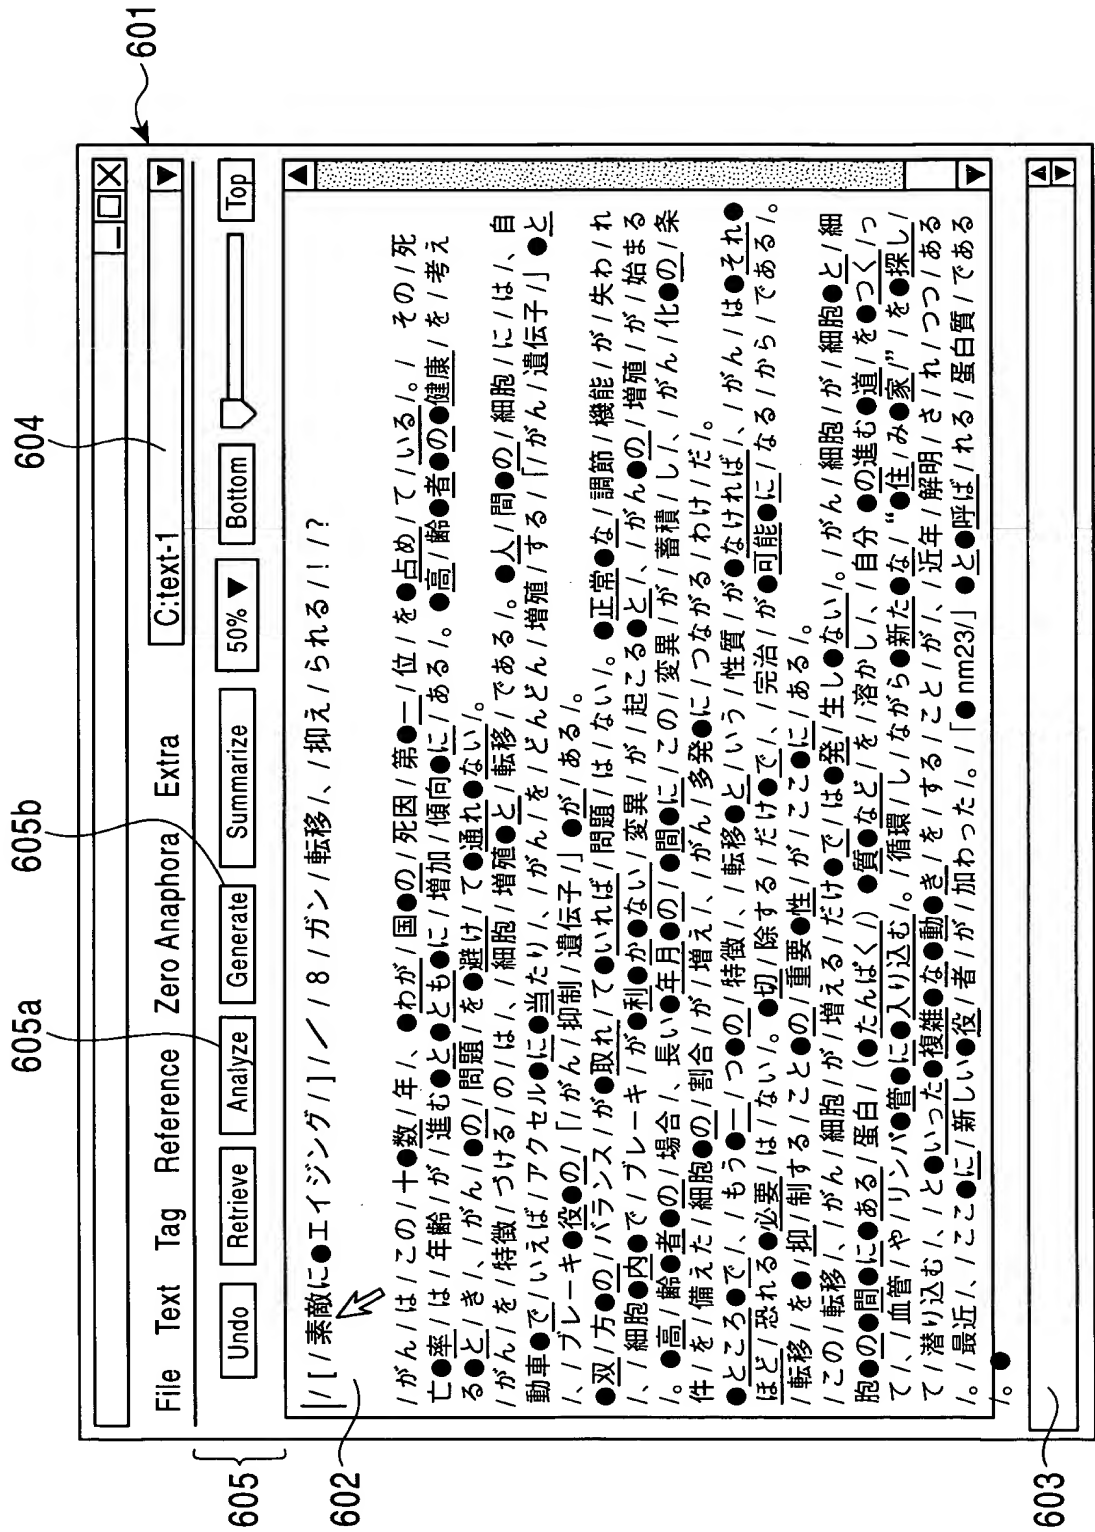 601
604
605b
605a
605
602
603
C:text-1
File Text Tag Reference Zero Anaphora Extra
Undo Retrieve Analyze Generate Summarize 50% ▼ Bottom Top
/[/素敵に●エイジング/]/／/8/ガン/転移/、/抑え/られる/!/?
/がん/は/この/十●数/年/、●わが/国●の/死因/第●一/位/を●占め/て/いる/。/ その/死
亡●率/は/年齢/が/進む●と●とも●に/増加/傾向●に/ある/。●高/齢●者●の●健康/を/考え
る●と/き/、/がん/●の/問題/を●避け/て●通れ●ない/。
/がん/を/特徴/づける/の/は/、/細胞/増殖●と/転移/である/。●人/間●の/細胞/に/は/、自
動車●で/いえば/アクセル●に●当たり/、/がん/を/どんどん/増殖/する/「/がん/遺伝子/」●と
/、/ブレーキ●役●の/「/がん/抑制/遺伝子/」●が/ある/。
●双/方●の/バランス/が●取れ/て●いれば/問題/は/ない/。●正常●な/調節/機能/が/失わ/れ
/、/細胞●内●で/ブレーキ/が●利●か●ない/変異/が/起こる●と/、/がん●の/増殖/が/始まる
/。●高/齢●者●の/場合/、長い●年月●の/●間●に/この/変異/が/蓄積/し/、/がん/化●の/条
件/を/備えた/細胞●の/割合/が/増え/、/がん/多発●に/つながる/わけ/だ/。
●ところ●で/、/もう●一/つ●の/特徴/、/転移●と/いう/性質/が●なければ/、/がん/は●それ●
ほど/恐れる●必要/は/ない/。●切/除する/だけ●で/、/完治/が●可能●に/なる/から/である/。
/転移/を●/抑/制する/こと●の/重要●性/が/ここ●に/ある/。
/この/転移/、/がん/細胞/が/増える/だけ●で/は●発/生し●ない/。/がん/細胞/が/細胞●と/細
胞●の●間●に●ある/蛋白/（●たんぱく/）●質●など/を/溶かし/、/自分 ●の進む●道/を●つく/っ
て/、/血管/や/リンパ●管●に●入り込む/。/循環/し/ながら●新た●な/“●住/み●家/”/を●探し/
て/潜り込む/、/と●いった●複雑●な●動●き/を/する/こと/が/、/近年/解明/さ/れ/つつ/ある
/。/最近/、/ここ●に/新しい●役/者/が/加わった/。/「●nm23/」●と●呼ば/れる/蛋白質/である
/。●